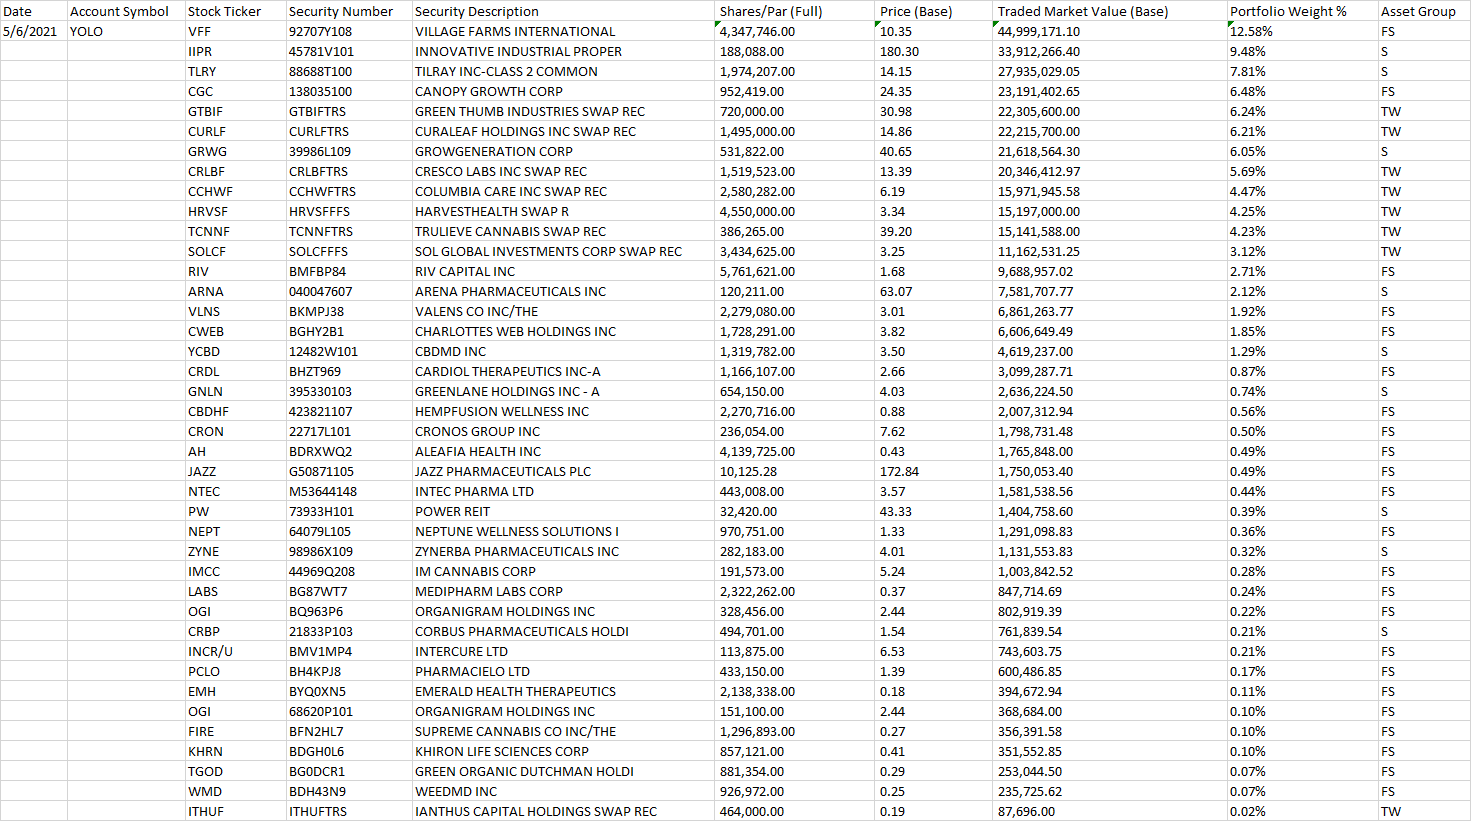 Date Account Symbol Stock Ticker Security Number Security Description Shares/Par (Full) Price (Base) Traded Market Value (Base) Portfolio Weight % Asset Group
5/6/2021 YOLO VFF 92707Y108 VILLAGE FARMS INTERNATIONAL 4,347,746.00 10.35 44,999,171.10 12.58% FS
IIPR 45781V101 INNOVATIVE INDUSTRIAL PROPER 188,088.00 180.30 33,912,266.40 9.48% S
TLRY 88688T100 TILRAY INC-CLASS 2 COMMON 1,974,207.00 14.15 27,935,029.05 7.81% S
CGC 138035100 CANOPY GROWTH CORP 952,419.00 24.35 23,191,402.65 6.48% FS
GTBIF GTBIFTRS GREEN THUMB INDUSTRIES SWAP REC 720,000.00 30.98 22,305,600.00 6.24% TW
CURLF CURLFTRS CURALEAF HOLDINGS INC SWAP REC 1,495,000.00 14.86 22,215,700.00 6.21% TW
GRWG 39986L109 GROWGENERATION CORP 531,822.00 40.65 21,618,564.30 6.05% S
CRLBF CRLBFTRS CRESCO LABS INC SWAP REC 1,519,523.00 13.39 20,346,412.97 5.69% TW
CCHWF CCHWFTRS COLUMBIA CARE INC SWAP REC 2,580,282.00 6.19 15,971,945.58 4.47% TW
HRVSF HRVSFFFS HARVESTHEALTH SWAP R 4,550,000.00 3.34 15,197,000.00 4.25% TW
TCNNF TCNNFTRS TRULIEVE CANNABIS SWAP REC 386,265.00 39.20 15,141,588.00 4.23% TW
SOLCF SOLCFFFS SOL GLOBAL INVESTMENTS CORP SWAP REC 3,434,625.00 3.25 11,162,531.25 3.12% TW
RIV BMFBP84 RIV CAPITAL INC 5,761,621.00 1.68 9,688,957.02 2.71% FS
ARNA 040047607 ARENA PHARMACEUTICALS INC 120,211.00 63.07 7,581,707.77 2.12% S
VLNS BKMPJ38 VALENS CO INC/THE 2,279,080.00 3.01 6,861,263.77 1.92% FS
CWEB BGHY2B1 CHARLOTTES WEB HOLDINGS INC 1,728,291.00 3.82 6,606,649.49 1.85% FS
YCBD 12482W101 CBDMD INC 1,319,782.00 3.50 4,619,237.00 1.29% S
CRDL BHZT969 CARDIOL THERAPEUTICS INC-A 1,166,107.00 2.66 3,099,287.71 0.87% FS
GNLN 395330103 GREENLANE HOLDINGS INC - A 654,150.00 4.03 2,636,224.50 0.74% S
CBDHF 423821107 HEMPFUSION WELLNESS INC 2,270,716.00 0.88 2,007,312.94 0.56% FS
CRON 22717L101 CRONOS GROUP INC 236,054.00 7.62 1,798,731.48 0.50% FS
AH BDRXWQ2 ALEAFIA HEALTH INC 4,139,725.00 0.43 1,765,848.00 0.49% FS
JAZZ G50871105 JAZZ PHARMACEUTICALS PLC 10,125.28 172.84 1,750,053.40 0.49% FS
NTEC M53644148 INTEC PHARMA LTD 443,008.00 3.57 1,581,538.56 0.44% FS
PW 73933H101 POWER REIT 32,420.00 43.33 1,404,758.60 0.39% S
NEPT 64079L105 NEPTUNE WELLNESS SOLUTIONS I 970,751.00 1.33 1,291,098.83 0.36% FS
ZYNE 98986X109 ZYNERBA PHARMACEUTICALS INC 282,183.00 4.01 1,131,553.83 0.32% S
IMCC 44969Q208 IM CANNABIS CORP 191,573.00 5.24 1,003,842.52 0.28% FS
LABS BG87WT7 MEDIPHARM LABS CORP 2,322,262.00 0.37 847,714.69 0.24% FS
OGI BQ963P6 ORGANIGRAM HOLDINGS INC 328,456.00 2.44 802,919.39 0.22% FS
CRBP 21833P103 CORBUS PHARMACEUTICALS HOLDI 494,701.00 1.54 761,839.54 0.21% S
INCR/U BMV1MP4 INTERCURE LTD 113,875.00 6.53 743,603.75 0.21% FS
PCLO BH4KPJ8 PHARMACIELO LTD 433,150.00 1.39 600,486.85 0.17% FS
EMH BYQ0XN5 EMERALD HEALTH THERAPEUTICS 2,138,338.00 0.18 394,672.94 0.11% FS
OGI 68620P101 ORGANIGRAM HOLDINGS INC 151,100.00 2.44 368,684.00 0.10% FS
FIRE BFN2HL7 SUPREME CANNABIS CO INC/THE 1,296,893.00 0.27 356,391.58 0.10% FS
KHRN BDGH0L6 KHIRON LIFE SCIENCES CORP 857,121.00 0.41 351,552.85 0.10% FS
TGOD BG0DCR1 GREEN ORGANIC DUTCHMAN HOLDI 881,354.00 0.29 253,044.50 0.07% FS
WMD BDH43N9 WEEDMD INC 926,972.00 0.25 235,725.62 0.07% FS
ITHUF ITHUFTRS IANTHUS CAPITAL HOLDINGS SWAP REC 464,000.00 0.19 87,696.00 0.02% TW